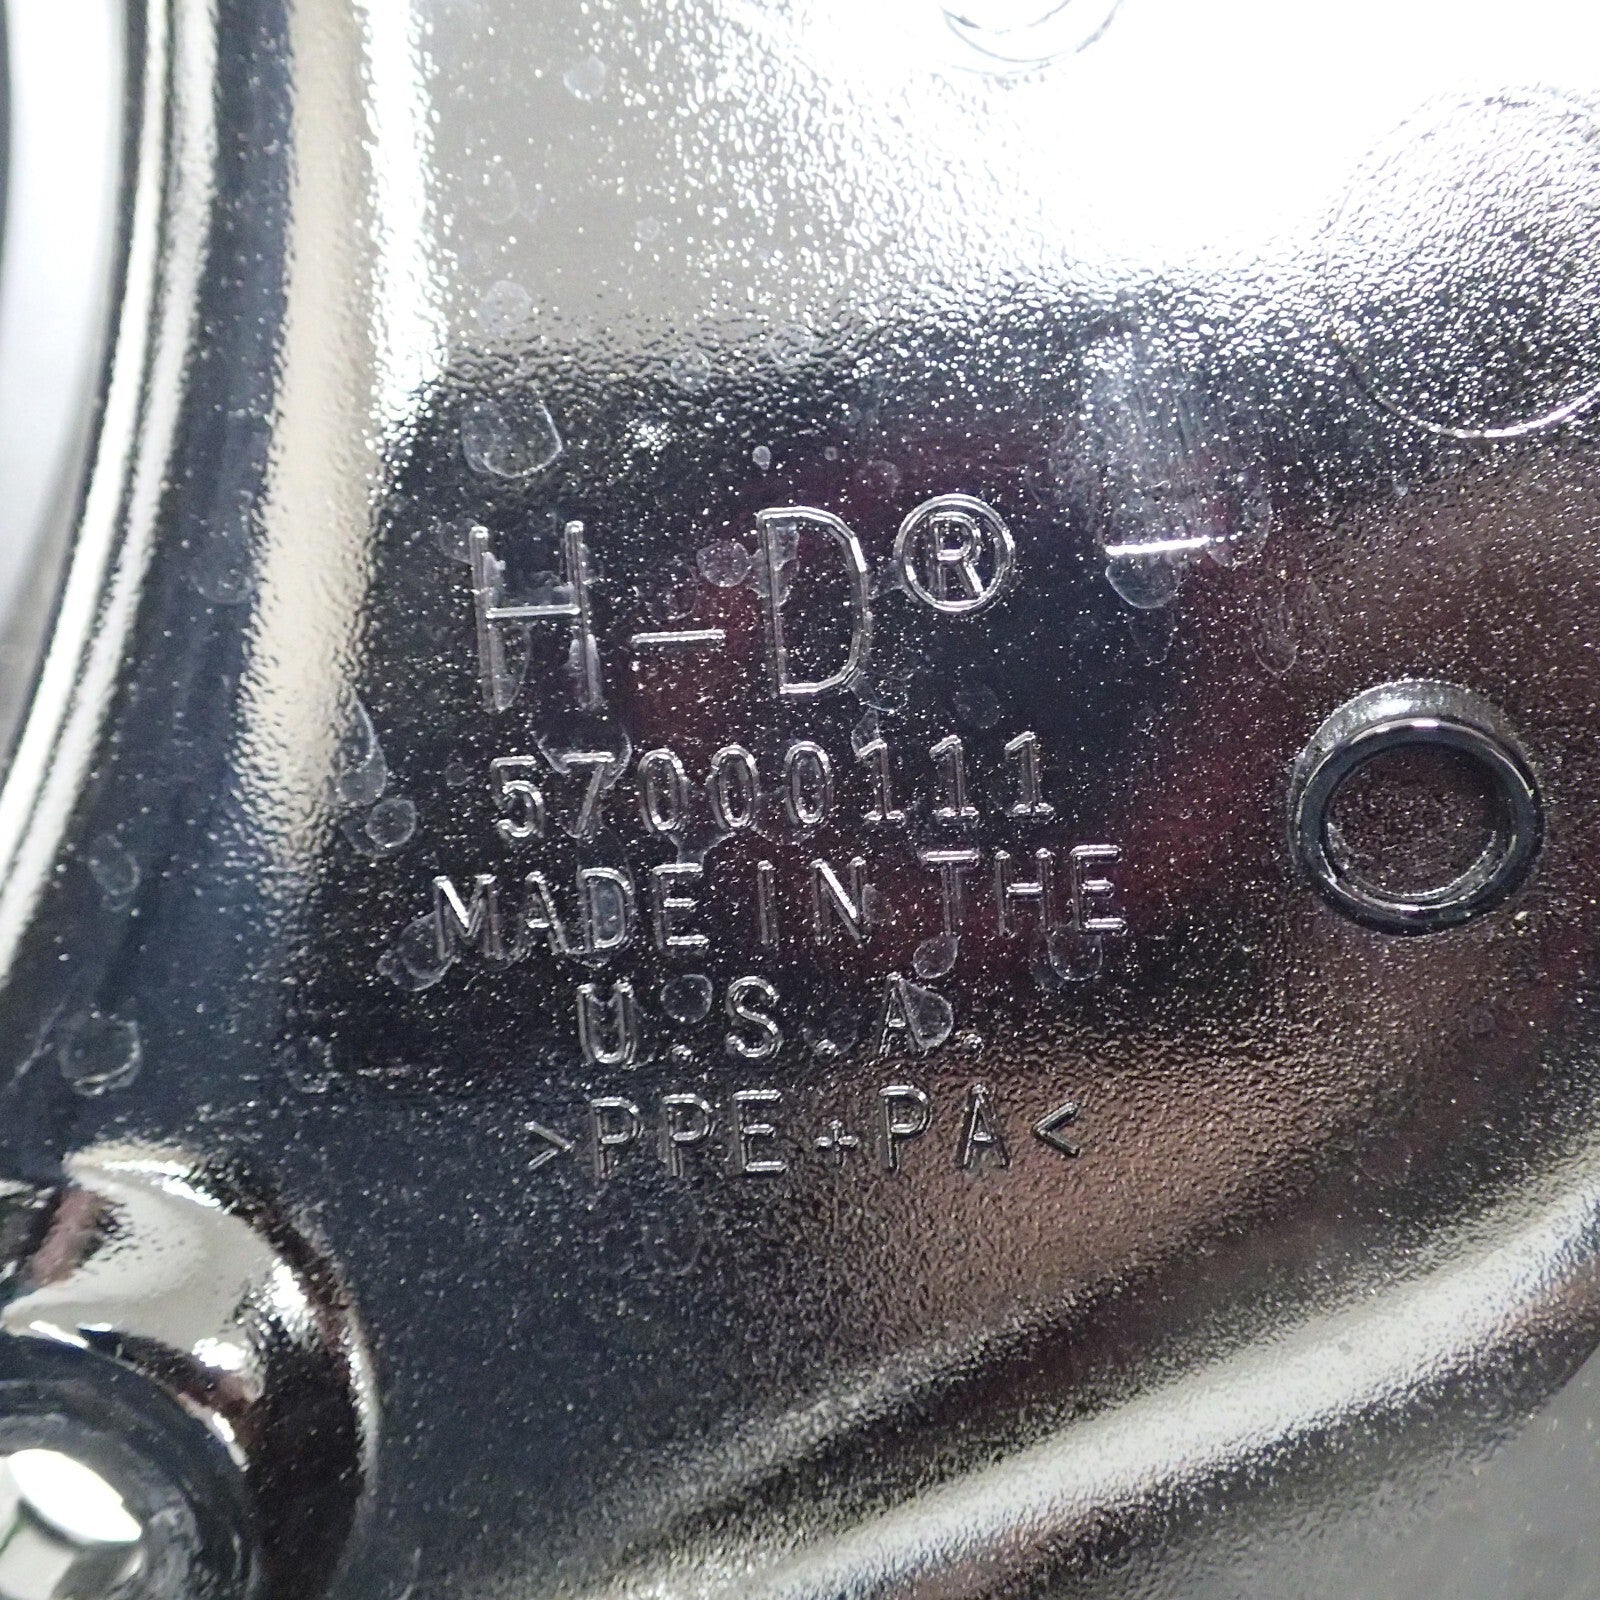 H-D®
57000111
MADE IN THE
U.S.A.
>PPE+PA<